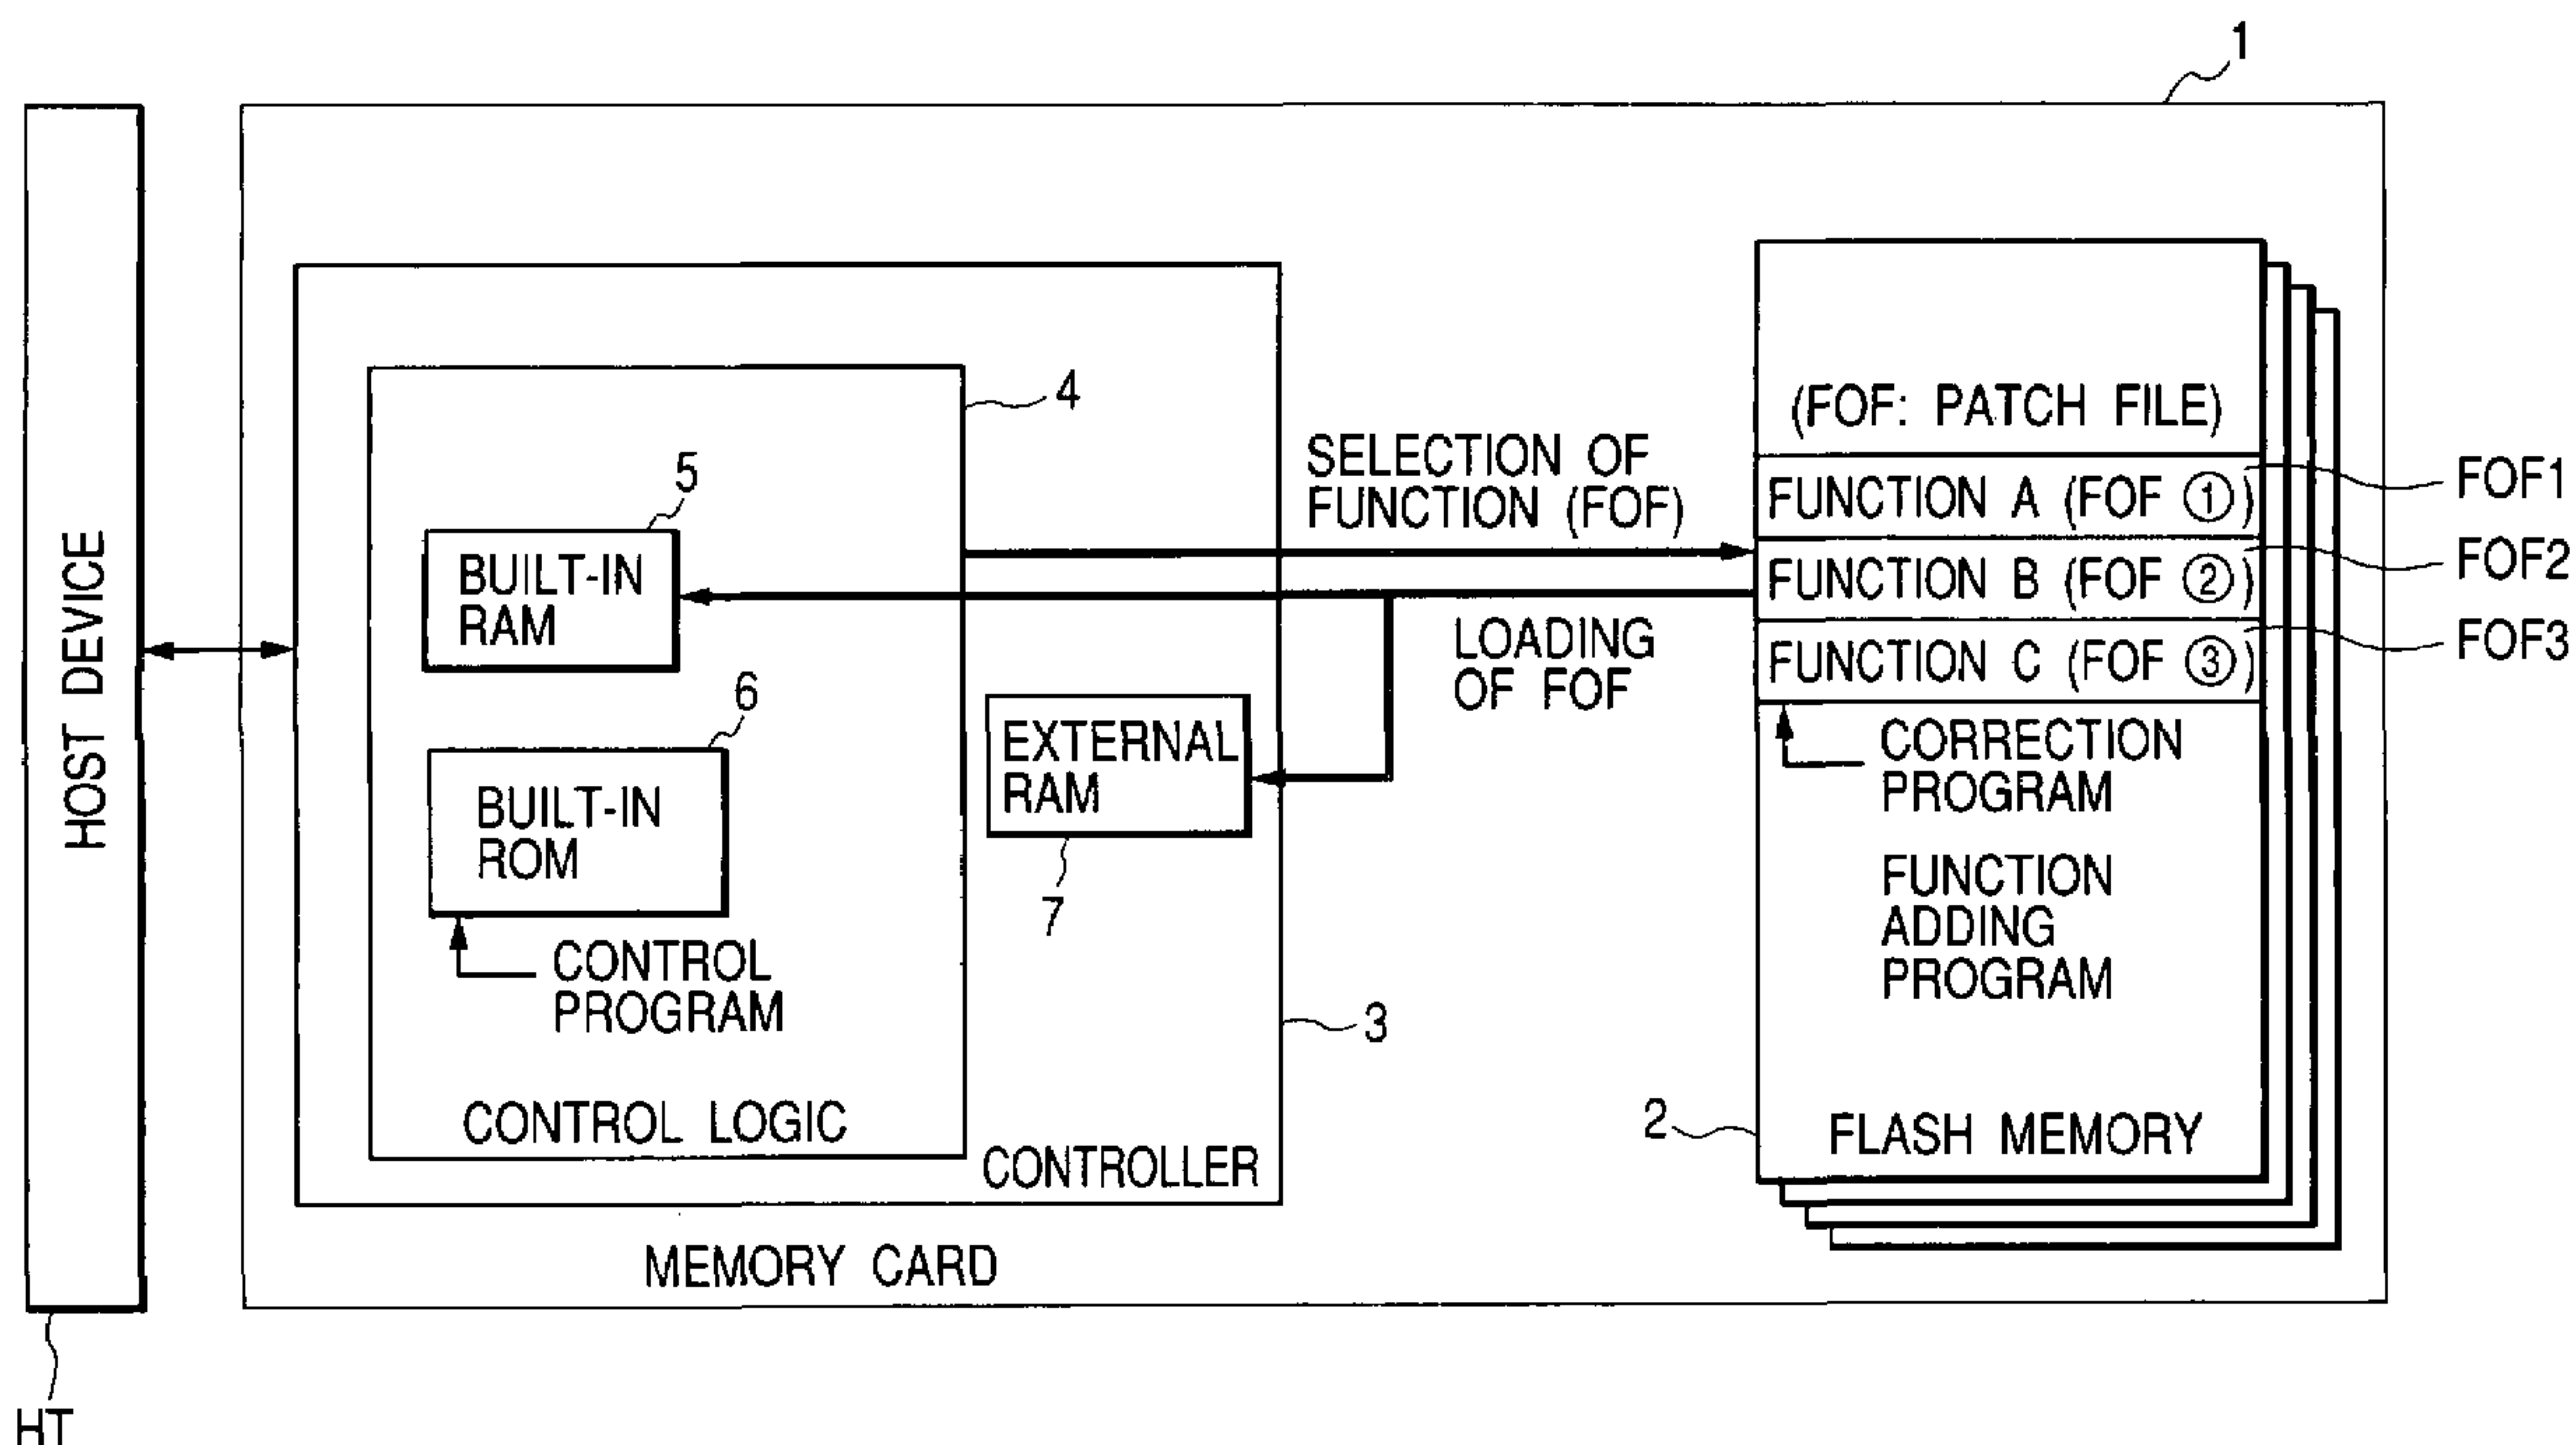 1
HOST DEVICE
HT
4
5
BUILT-IN
RAM
6
BUILT-IN
ROM
CONTROL
PROGRAM
CONTROL LOGIC
EXTERNAL
RAM
7
3
CONTROLLER
MEMORY CARD
SELECTION OF
FUNCTION (FOF)
LOADING
OF FOF
(FOF: PATCH FILE)
FUNCTION A (FOF ①)
FOF1
FUNCTION B (FOF ②)
FOF2
FUNCTION C (FOF ③)
FOF3
CORRECTION
PROGRAM
FUNCTION
ADDING
PROGRAM
2
FLASH MEMORY